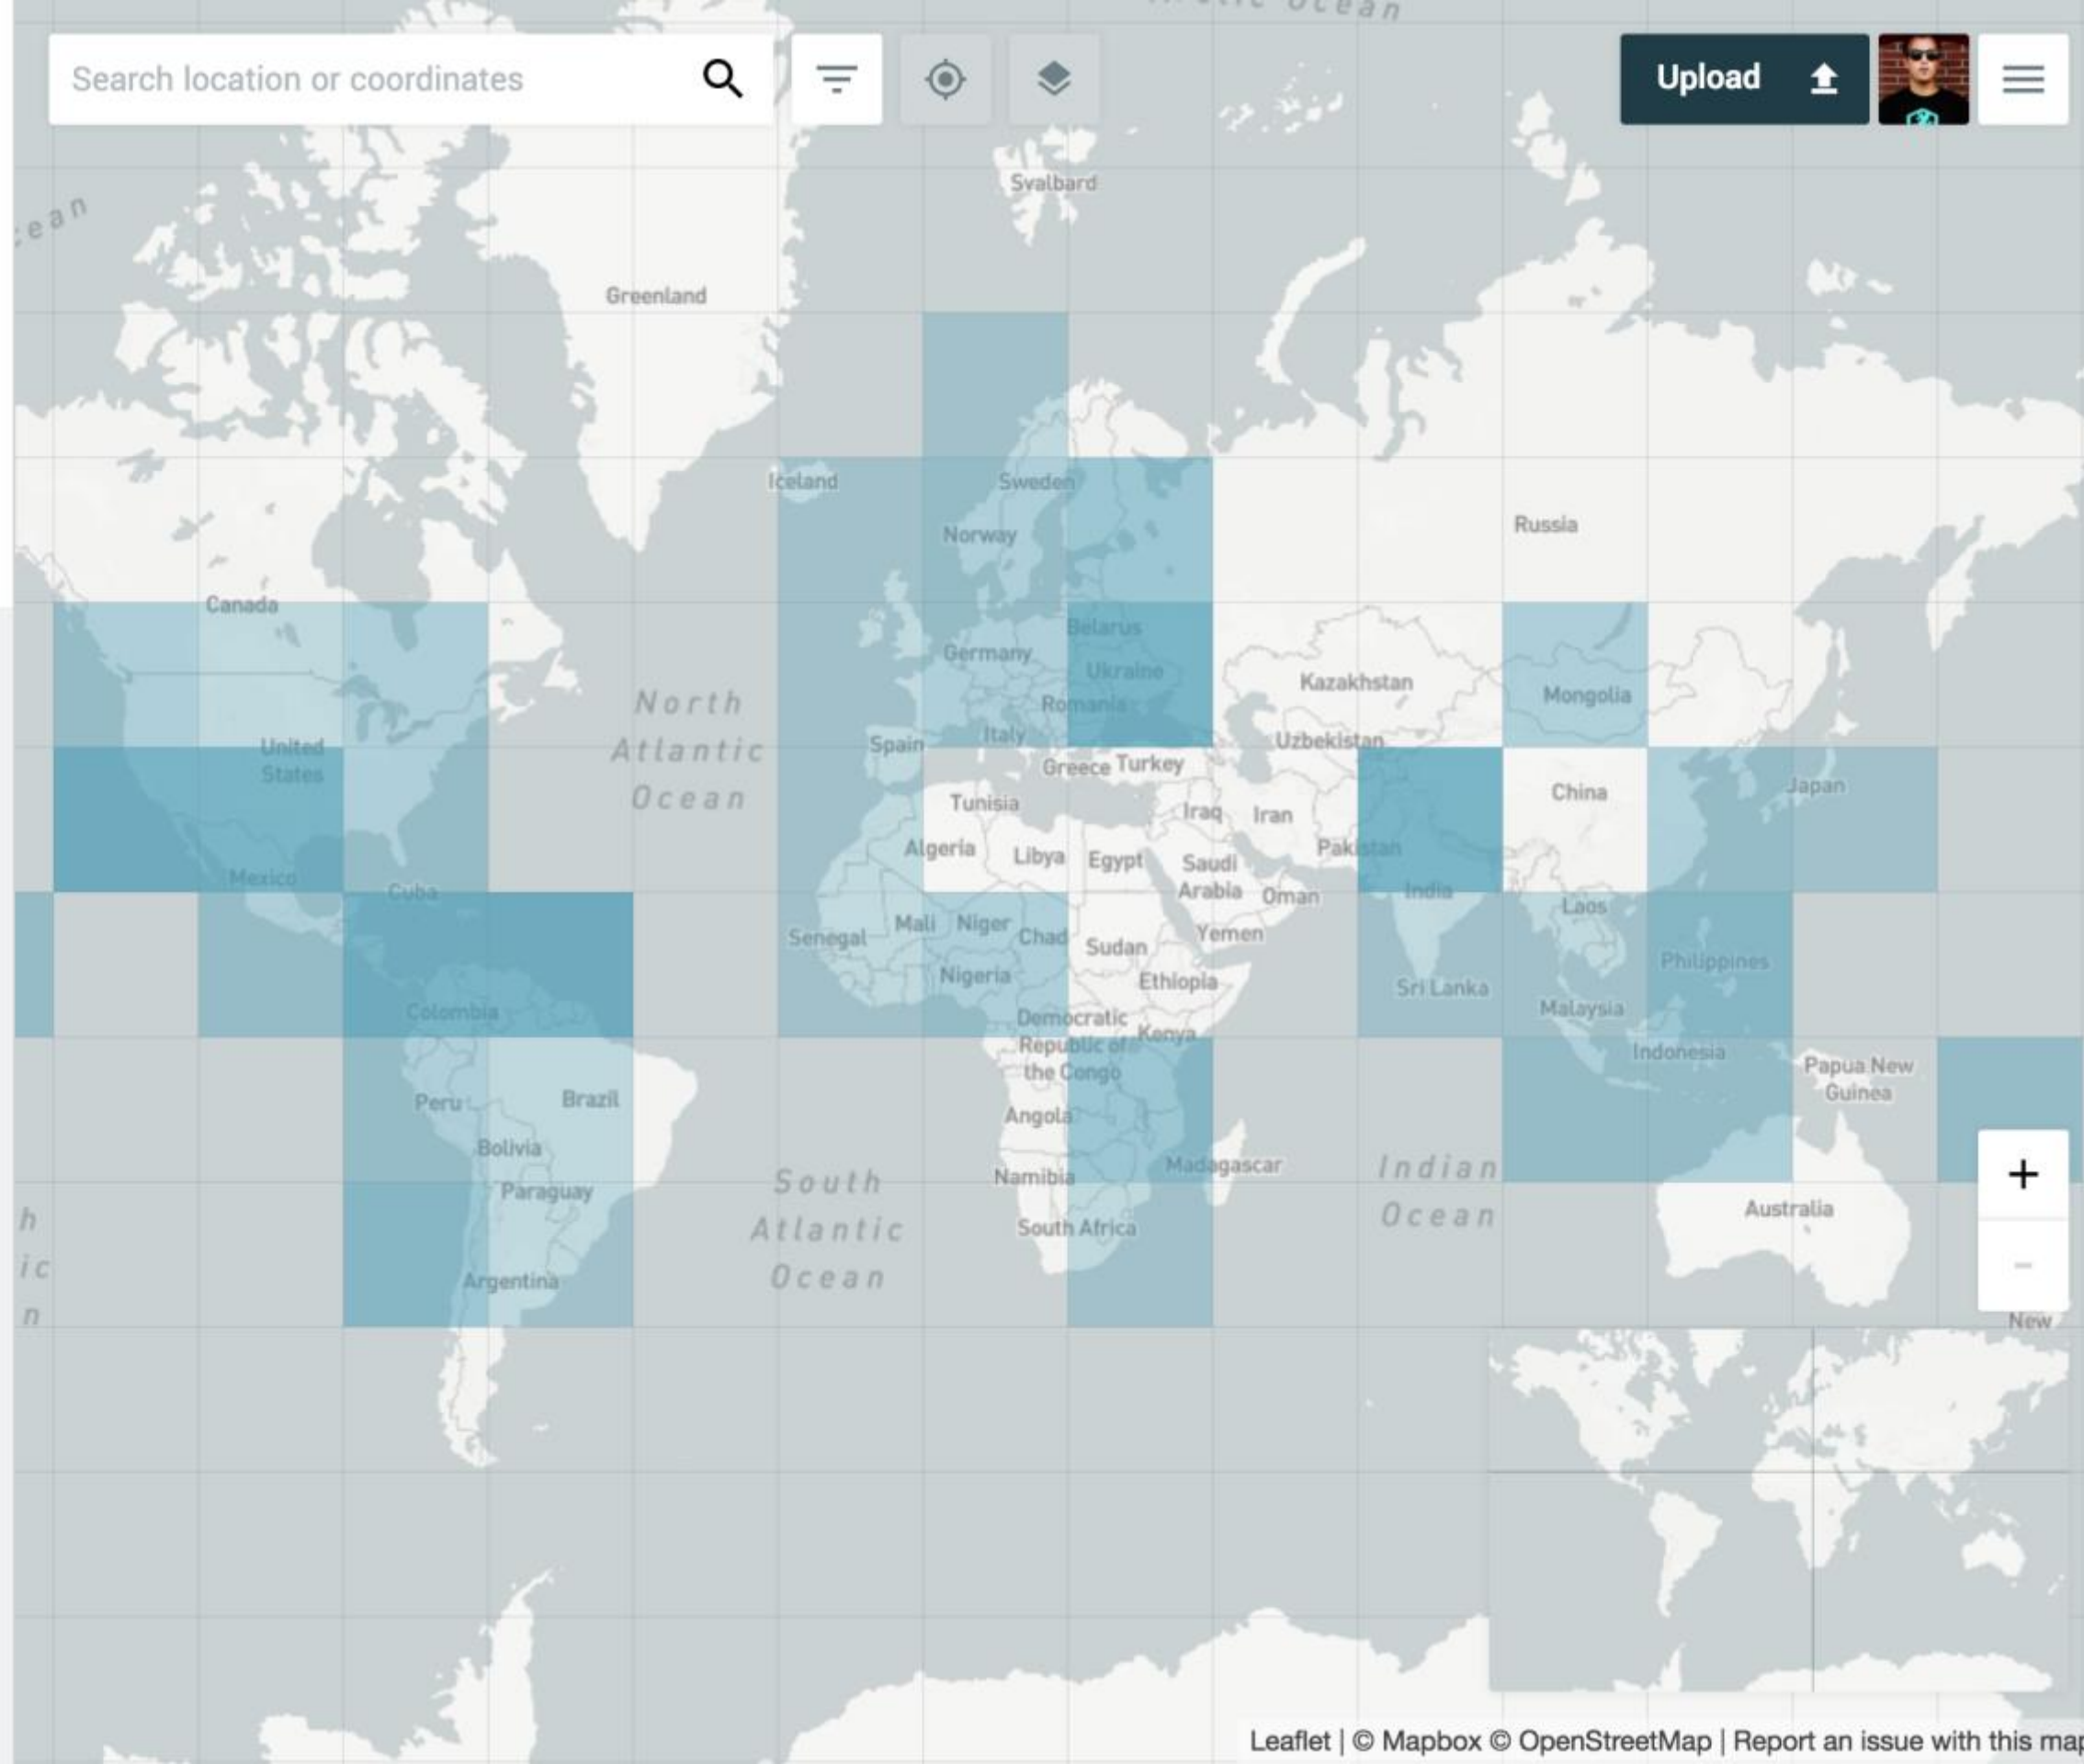 Ocean
Search location or coordinates
Upload
Svalbard
Greenland
Iceland
Sweden
Norway
Russia
Canada
Belarus
Germany
Ukraine
Kazakhstan
Mongolia
Romania
North
Atlantic
Ocean
Spain
Italy
Uzbekistan
United
States
Greece
Turkey
China
Japan
Tunisia
Iraq
Iran
Algeria
Libya
Egypt
Pakistan
Saudi
Arabia
Oman
Mexico
Cuba
India
Laos
Senegal
Mali
Niger
Chad
Sudan
Yemen
Philippines
Nigeria
Ethiopia
Sri Lanka
Malaysia
Colombia
Democratic
Republic of
the Congo
Kenya
Indonesia
Papua New
Guinea
Peru
Brazil
Angola
Bolivia
Madagascar
Namibia
Paraguay
South
Atlantic
Ocean
Indian
Ocean
South Africa
Australia
Argentina
+
-
New
h
ic
n
Leaflet | © Mapbox © OpenStreetMap | Report an issue with this map